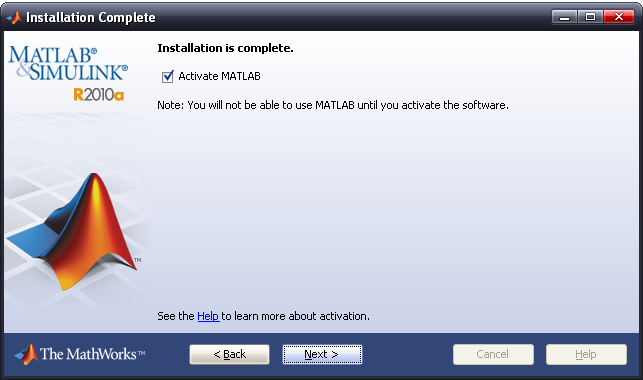 Installation Complete
MATLAB®
&SIMULINK®
R2010a
Installation is complete.
Activate MATLAB
Note: You will not be able to use MATLAB until you activate the software.
TM
See the Help to learn more about activation.
The MathWorks™
< Back
Next >
Cancel
Help